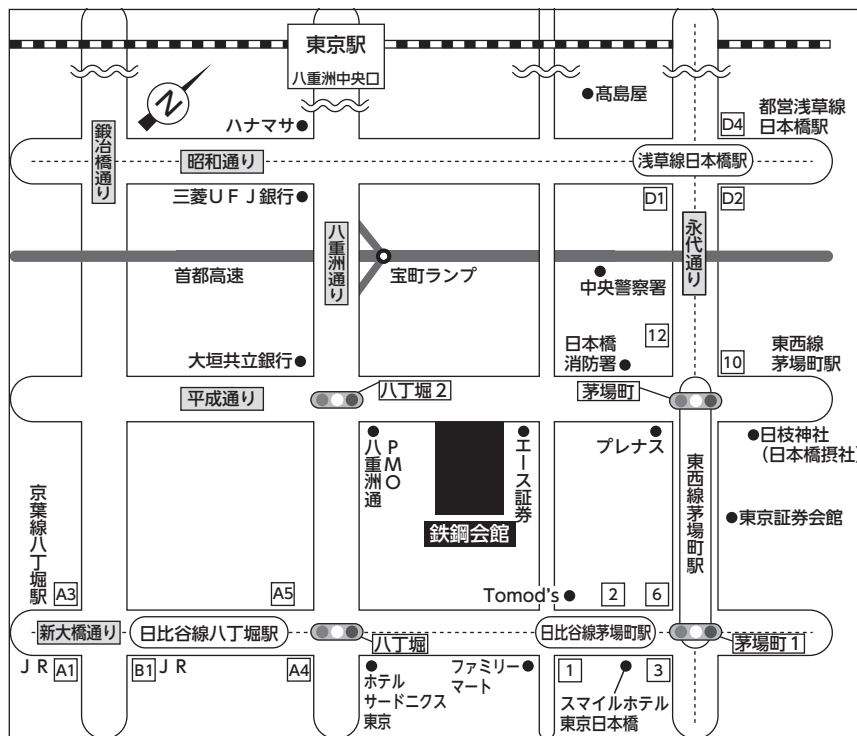 東京駅
八重洲中央口
N
髙島屋
D4
都営浅草線
日本橋駅
ハナマサ
鍛冶橋通り
昭和通り
浅草線日本橋駅
三菱UFJ銀行
D1
D2
八重洲通り
永代通り
首都高速
宝町ランプ
中央警察署
12
日本橋
消防署
大垣共立銀行
10
東西線
茅場町駅
平成通り
八丁堀2
茅場町
PMO
八重洲通
エース証券
プレナス
日枝神社
(日本橋摂社)
鉄鋼会館
東西線茅場町駅
東京証券会館
京葉線八丁堀駅
A3
A5
Tomod's
2
6
新大橋通り
日比谷線八丁堀駅
八丁堀
日比谷線茅場町駅
茅場町1
JR
A1
B1
JR
A4
ホテル
サードニクス
東京
ファミリー
マート
1
3
スマイルホテル
東京日本橋